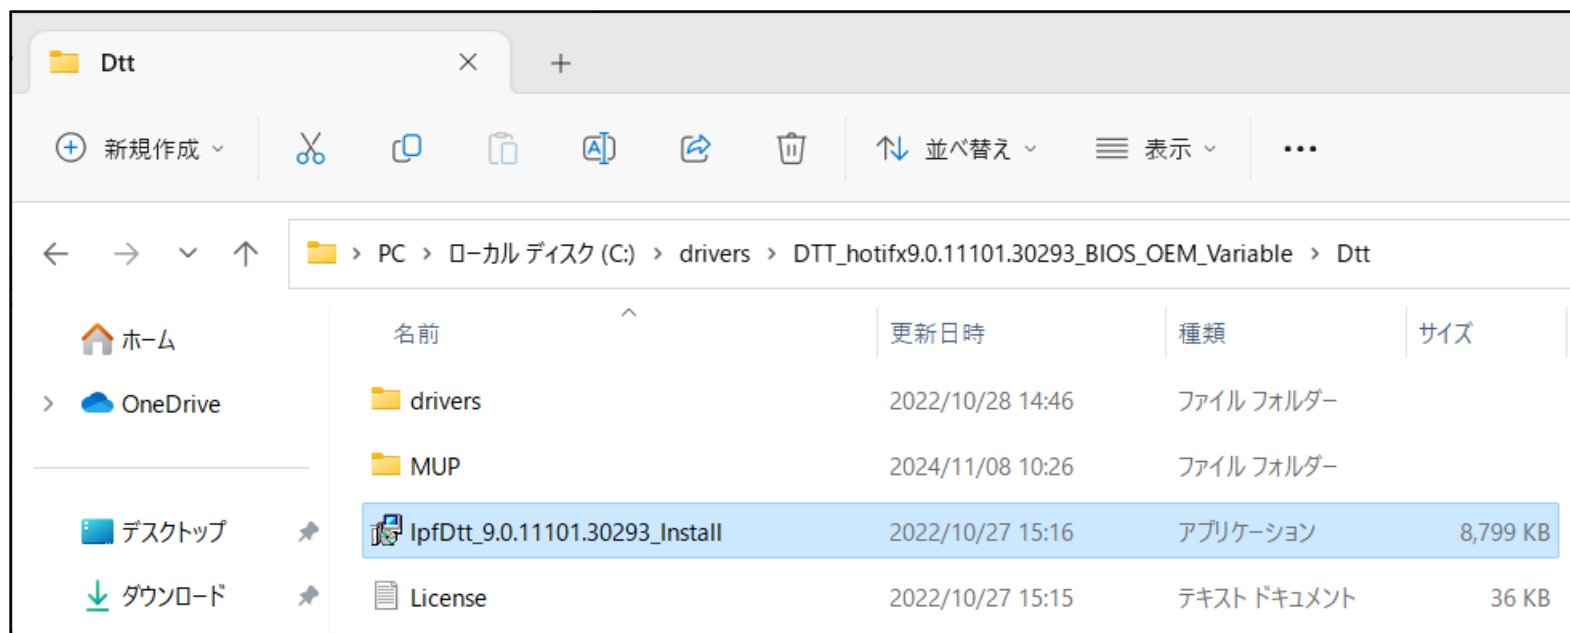 Dtt
新規作成
並べ替え
表示
PC > ローカル ディスク (C:) > drivers > DTT_hotifx9.0.11101.30293_BIOS_OEM_Variable > Dtt
名前 更新日時 種類 サイズ
ホーム
OneDrive
デスクトップ
ダウンロード
drivers 2022/10/28 14:46 ファイル フォルダー
MUP 2024/11/08 10:26 ファイル フォルダー
IpfDtt_9.0.11101.30293_Install 2022/10/27 15:16 アプリケーション 8,799 KB
License 2022/10/27 15:15 テキスト ドキュメント 36 KB